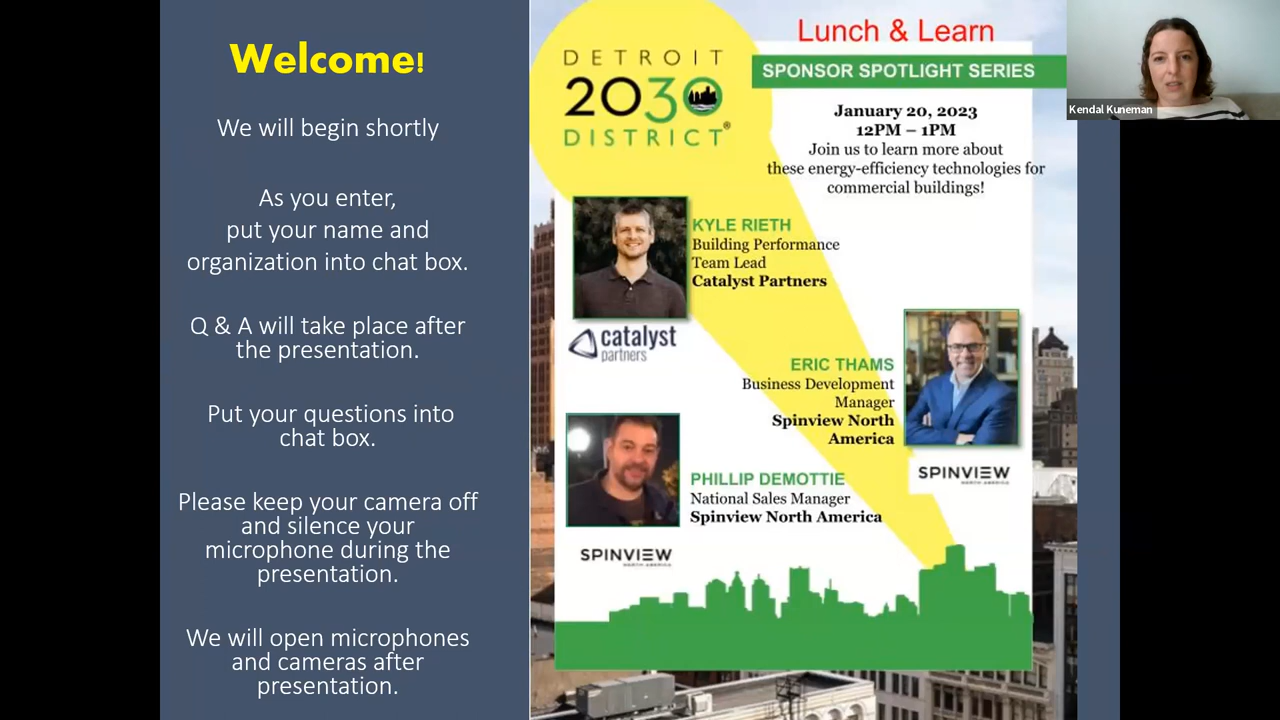 Welcome!
We will begin shortly
As you enter,
put your name and
organization into chat box.
Q & A will take place after
the presentation.
Put your questions into
chat box.
Please keep your camera off
and silence your
microphone during the
presentation.
We will open microphones
and cameras after
presentation.
DETROIT
2030
DISTRICT®
Lunch & Learn
SPONSOR SPOTLIGHT SERIES
January 20, 2023
12PM – 1PM
Join us to learn more about
these energy-efficiency technologies for
commercial buildings!
KYLE RIETH
Building Performance
Team Lead
Catalyst Partners
catalyst
partners
ERIC THAMS
Business Development
Manager
Spinview North
America
SPINVIEW
NORTH AMERICA
PHILLIP DEMOTTIE
National Sales Manager
Spinview North America
SPINVIEW
NORTH AMERICA
Kendal Kuneman